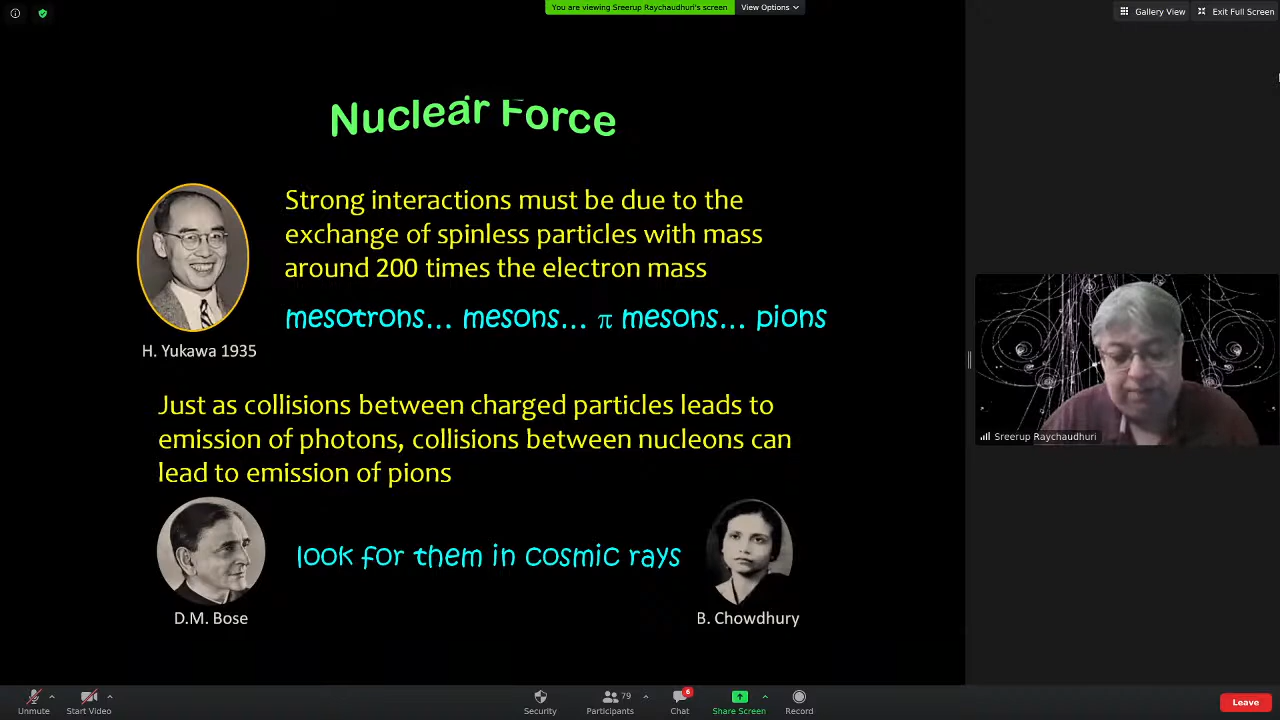 You are viewing Sreerup Raychaudhuri's screen
View Options
Gallery View
Exit Full Screen
Nuclear Force
Strong interactions must be due to the
exchange of spinless particles with mass
around 200 times the electron mass
mesotrons... mesons... π mesons... pions
H. Yukawa 1935
Just as collisions between charged particles leads to
emission of photons, collisions between nucleons can
lead to emission of pions
look for them in cosmic rays
D.M. Bose
B. Chowdhury
Sreerup Raychaudhuri
Unmute
Start Video
Security
79
Participants
6
Chat
Share Screen
Record
Leave